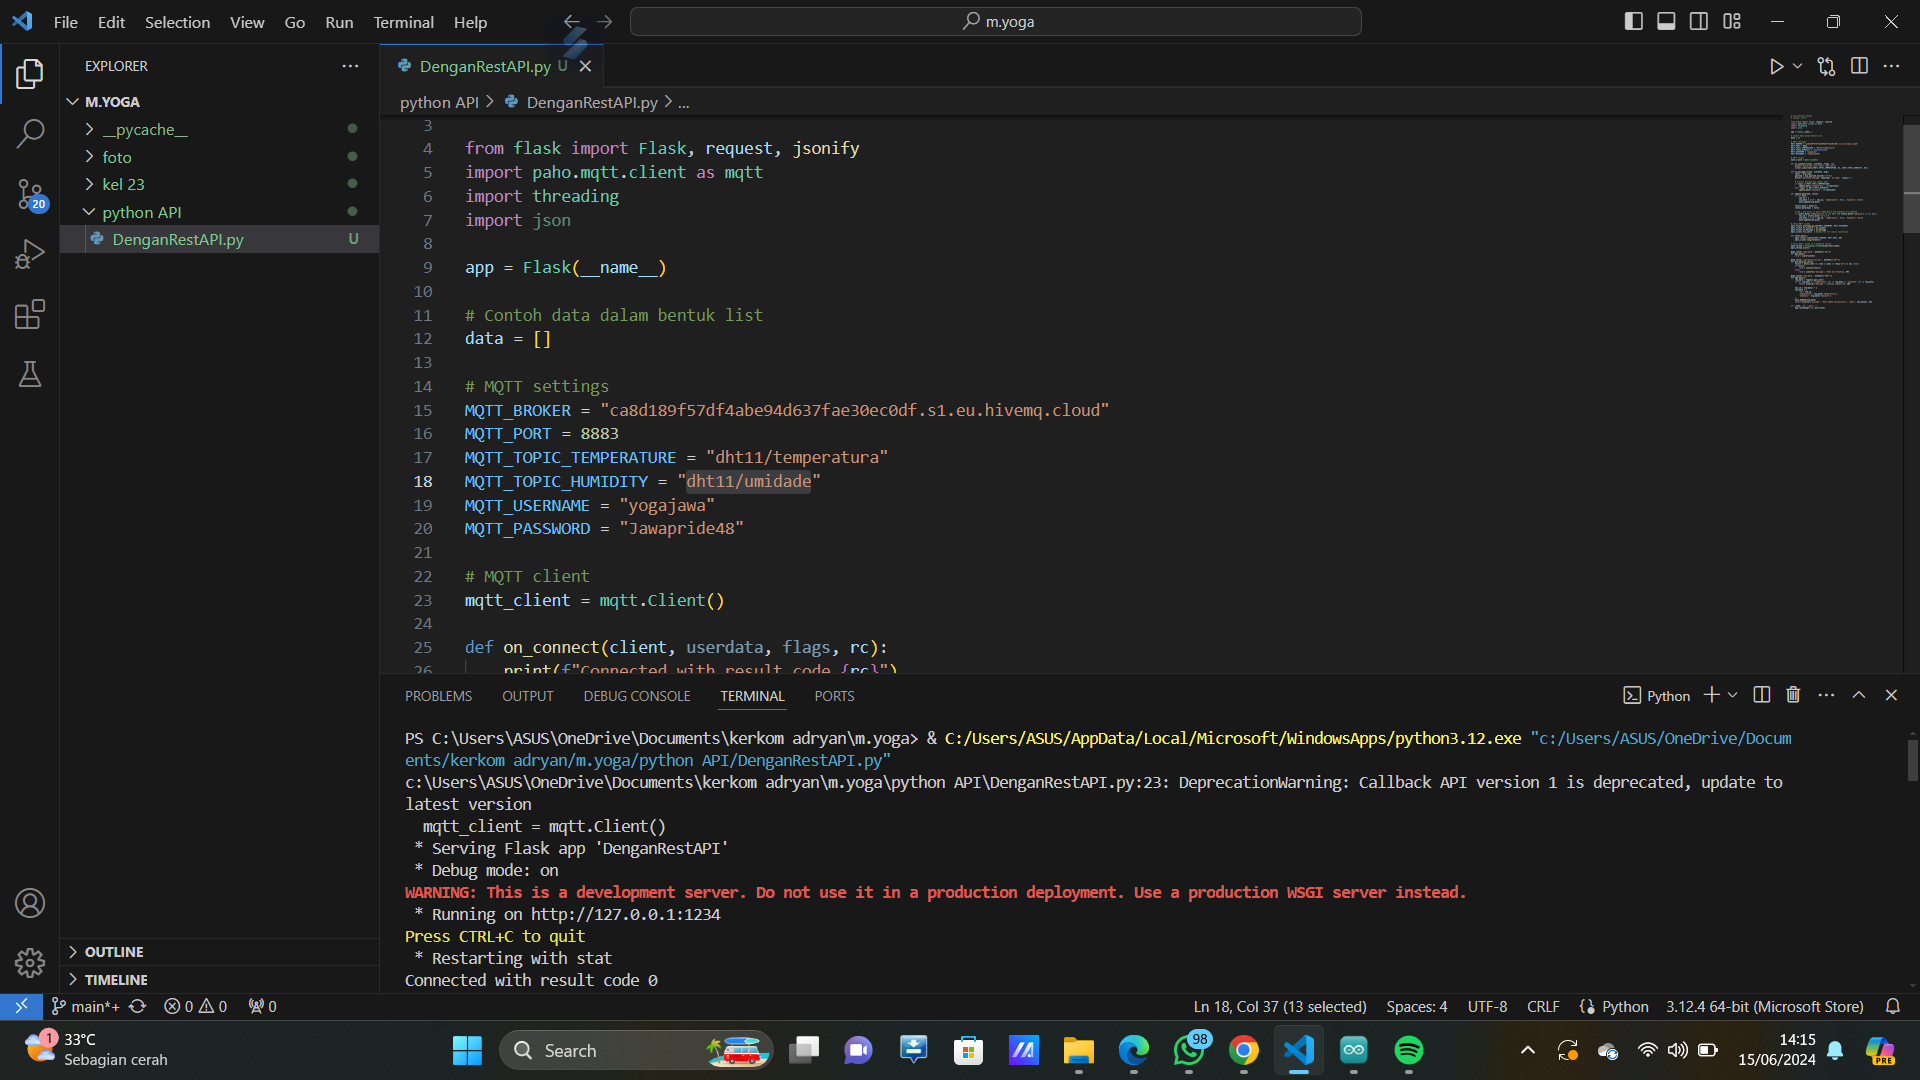 File Edit Selection View Go Run Terminal Help
m.yoga
EXPLORER
DenganRestAPI.py U
M.YOGA
python API > DenganRestAPI.py > ...
__pycache__
foto
kel 23
python API
DenganRestAPI.py U
3
4 from flask import Flask, request, jsonify
5 import paho.mqtt.client as mqtt
6 import threading
7 import json
8
9 app = Flask(__name__)
10
11 # Contoh data dalam bentuk list
12 data = []
13
14 # MQTT settings
15 MQTT_BROKER = "ca8d189f57df4abe94d637fae30ec0df.s1.eu.hivemq.cloud"
16 MQTT_PORT = 8883
17 MQTT_TOPIC_TEMPERATURE = "dht11/temperatura"
18 MQTT_TOPIC_HUMIDITY = "dht11/umidade"
19 MQTT_USERNAME = "yogajawa"
20 MQTT_PASSWORD = "Jawapride48"
21
22 # MQTT client
23 mqtt_client = mqtt.Client()
24
25 def on_connect(client, userdata, flags, rc):
26 print(f"Connected with result code {rc}")
20
PROBLEMS OUTPUT DEBUG CONSOLE TERMINAL PORTS
Python
PS C:\Users\ASUS\OneDrive\Documents\kerkom adryan\m.yoga> & C:/Users/ASUS/AppData/Local/Microsoft/WindowsApps/python3.12.exe "c:/Users/ASUS/OneDrive/Docum
ents/kerkom adryan/m.yoga/python API/DenganRestAPI.py"
c:\Users\ASUS\OneDrive\Documents\kerkom adryan\m.yoga\python API\DenganRestAPI.py:23: DeprecationWarning: Callback API version 1 is deprecated, update to
latest version
mqtt_client = mqtt.Client()
* Serving Flask app 'DenganRestAPI'
* Debug mode: on
WARNING: This is a development server. Do not use it in a production deployment. Use a production WSGI server instead.
* Running on http://127.0.0.1:1234
Press CTRL+C to quit
* Restarting with stat
Connected with result code 0
OUTLINE
TIMELINE
main*+ 0 0 0
Ln 18, Col 37 (13 selected) Spaces: 4 UTF-8 CRLF Python 3.12.4 64-bit (Microsoft Store)
1
33°C
Sebagian cerah
Search
98
PRE
14:15
15/06/2024